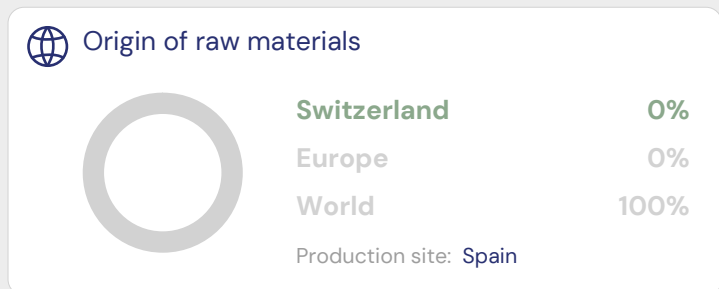 Origin of raw materials
Switzerland 0%
Europe 0%
World 100%
Production site: Spain